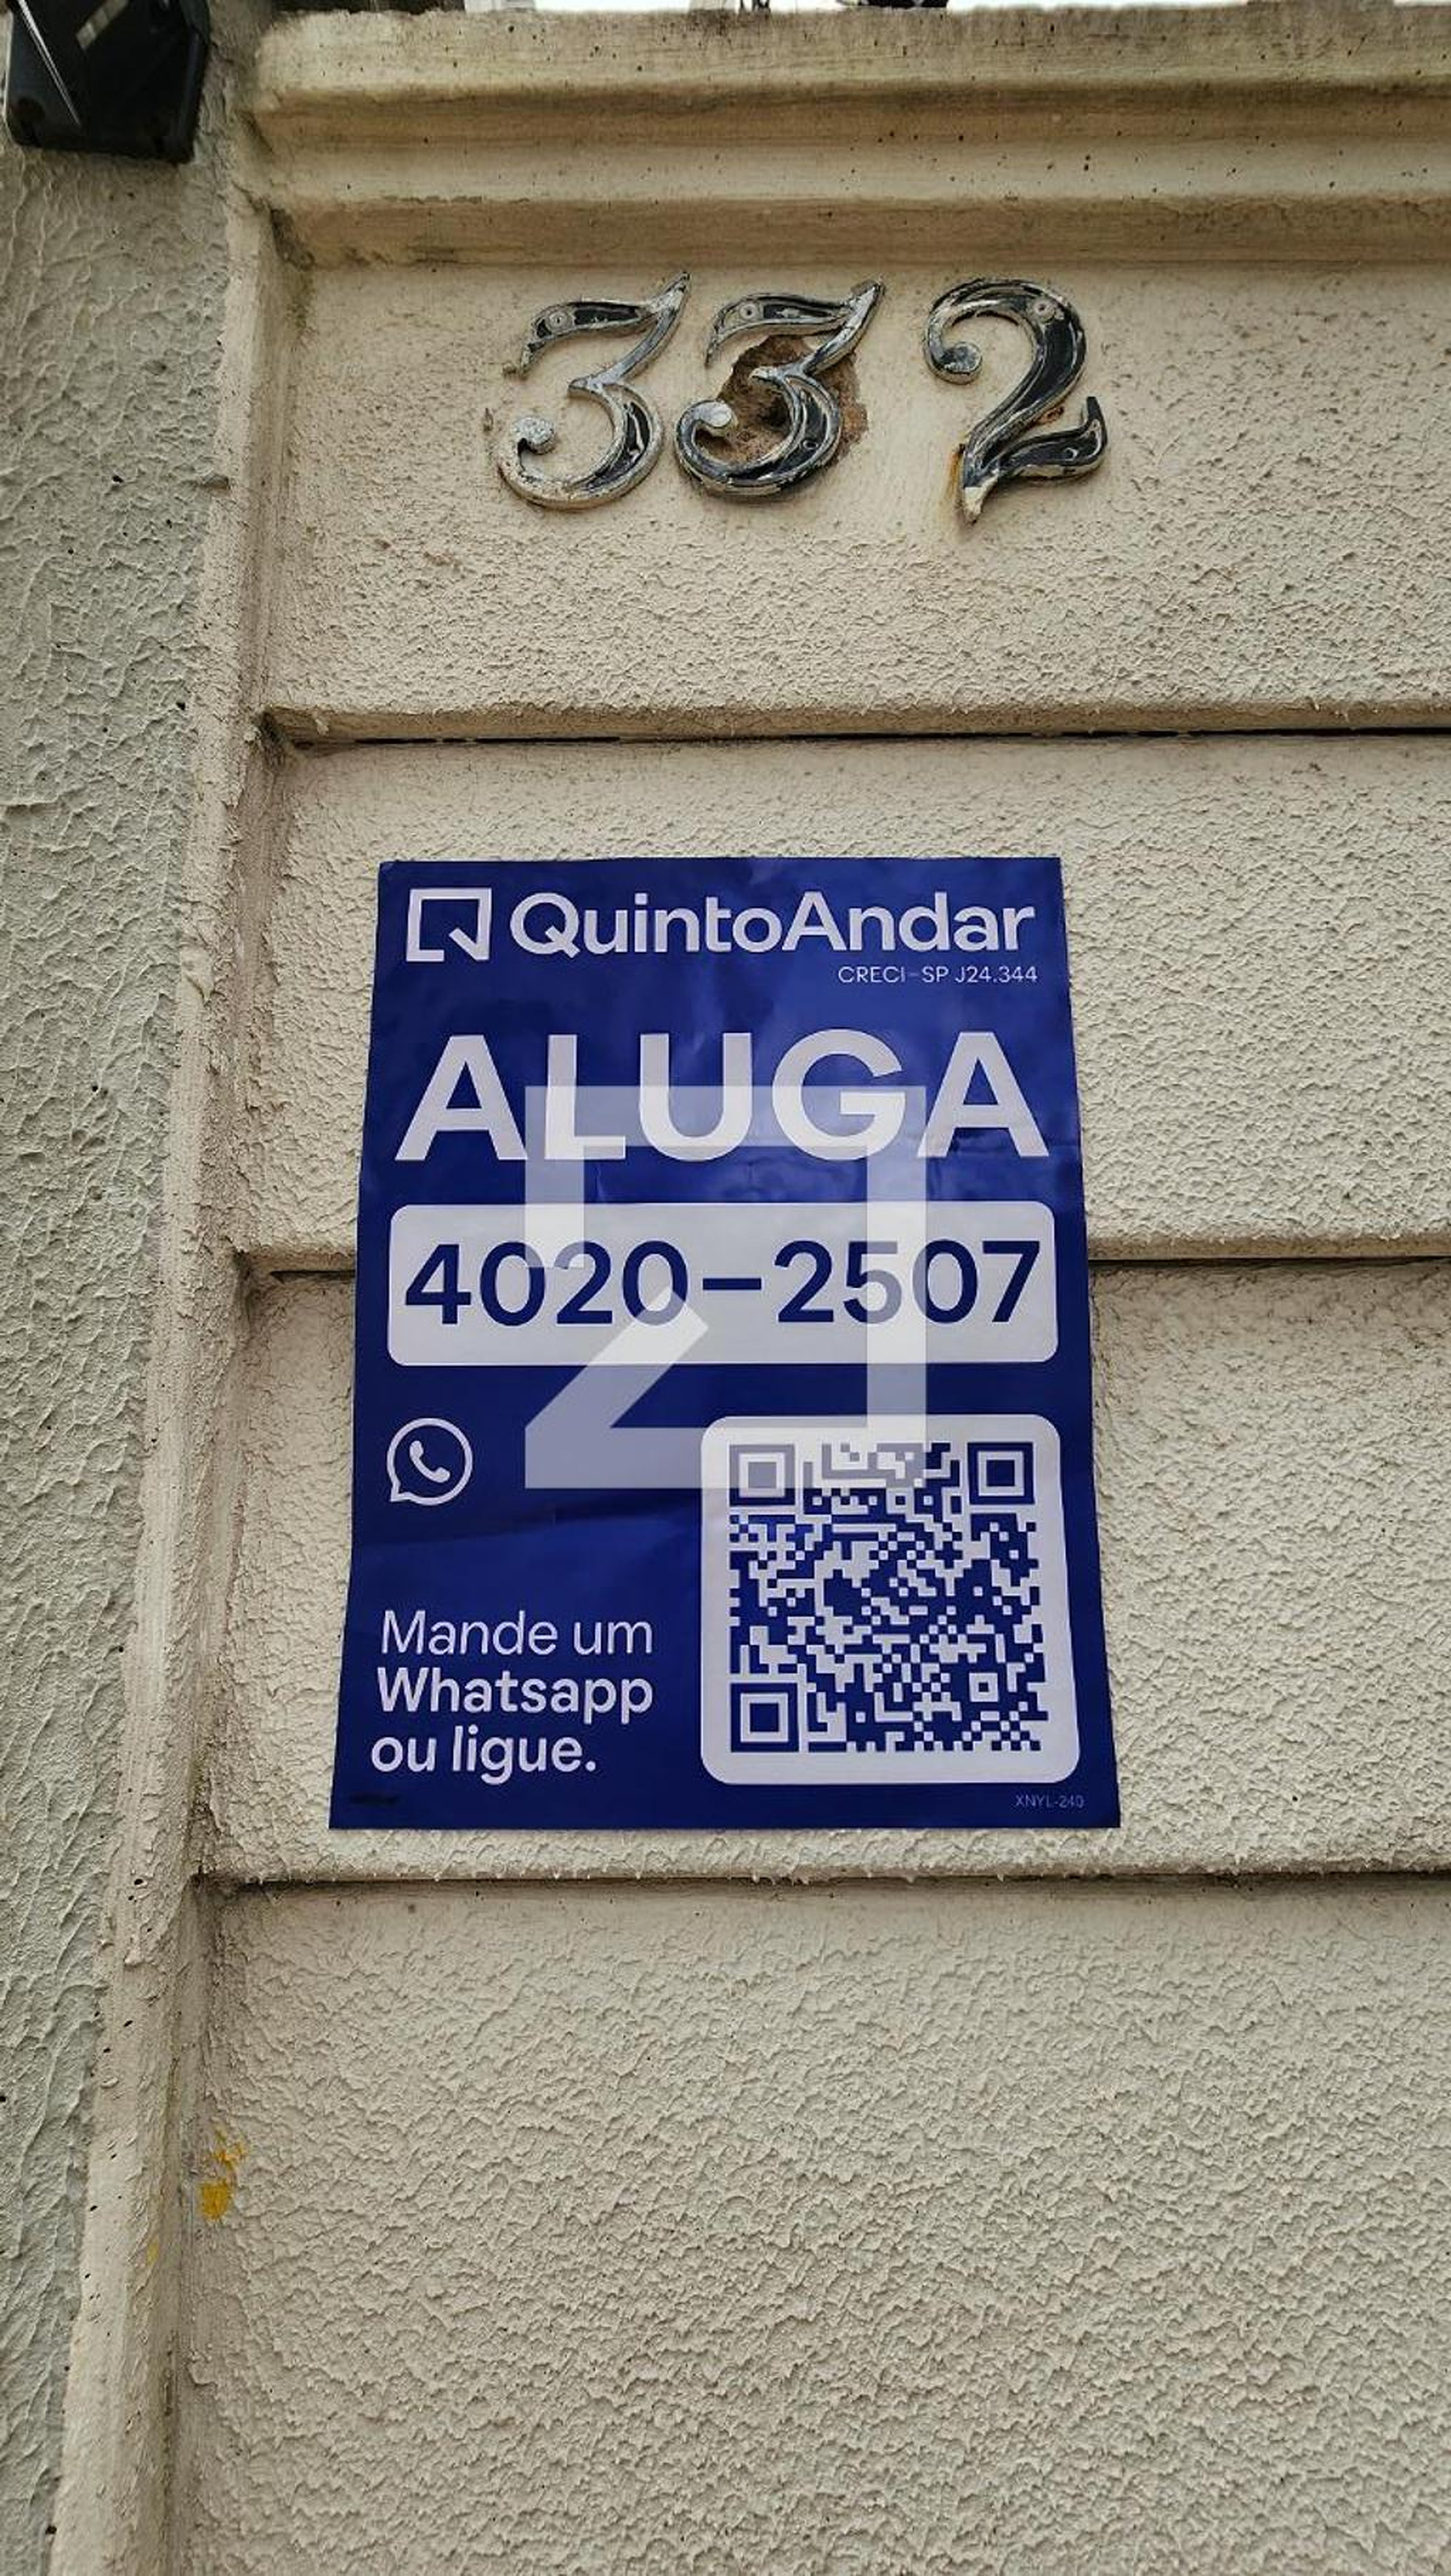 332
QuintoAndar
CRECI-SP J24.344
ALUGA
4020-2507
Mande um
Whatsapp
ou ligue.
XNYL-240